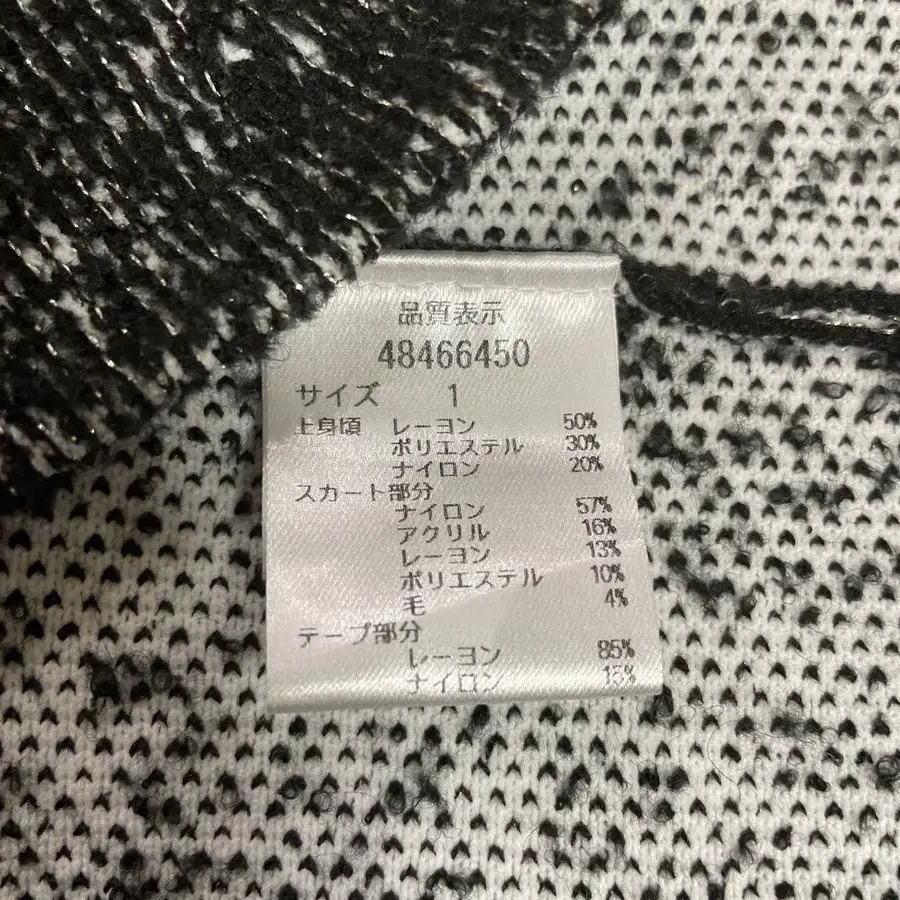 品質表示
48466450
サイズ 1
上身頃 レーヨン 50%
ポリエステル 30%
ナイロン 20%
スカート部分
ナイロン 57%
アクリル 16%
レーヨン 13%
ポリエステル 10%
毛 4%
テープ部分
レーヨン 85%
ナイロン 15%